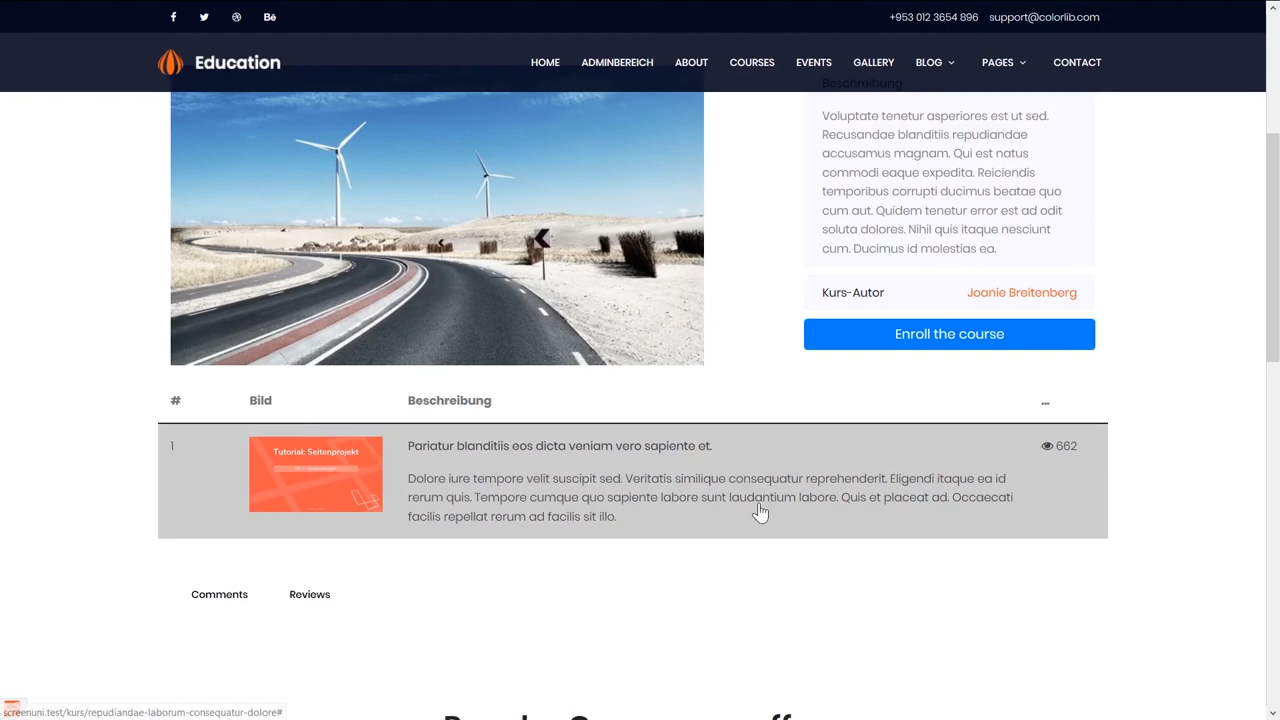 Bē
+953 012 3654 896 support@colorlib.com
Education
HOME ADMINBEREICH ABOUT COURSES EVENTS GALLERY BLOG PAGES CONTACT
Beschreibung
Voluptate tenetur asperiores est ut sed.
Recusandae blanditiis repudiandae
accusamus magnam. Qui est natus
commodi eaque expedita. Reiciendis
temporibus corrupti ducimus beatae quo
cum aut. Quidem tenetur error est ad odit
soluta dolores. Nihil quis itaque nesciunt
cum. Ducimus id molestias ea.
Kurs-Autor Joanie Breitenberg
Enroll the course
# Bild Beschreibung ...
1 Pariatur blanditiis eos dicta veniam vero sapiente et. 662
Tutorial: Seitenprojekt
Dolore iure tempore velit suscipit sed. Veritatis similique consequatur reprehenderit. Eligendi itaque ea id
rerum quis. Tempore cumque quo sapiente labore sunt laudantium labore. Quis et placeat ad. Occaecati
facilis repellat rerum ad facilis sit illo.
Comments Reviews
screenuni.test/kurs/repudiandae-laborum-consequatur-dolore#